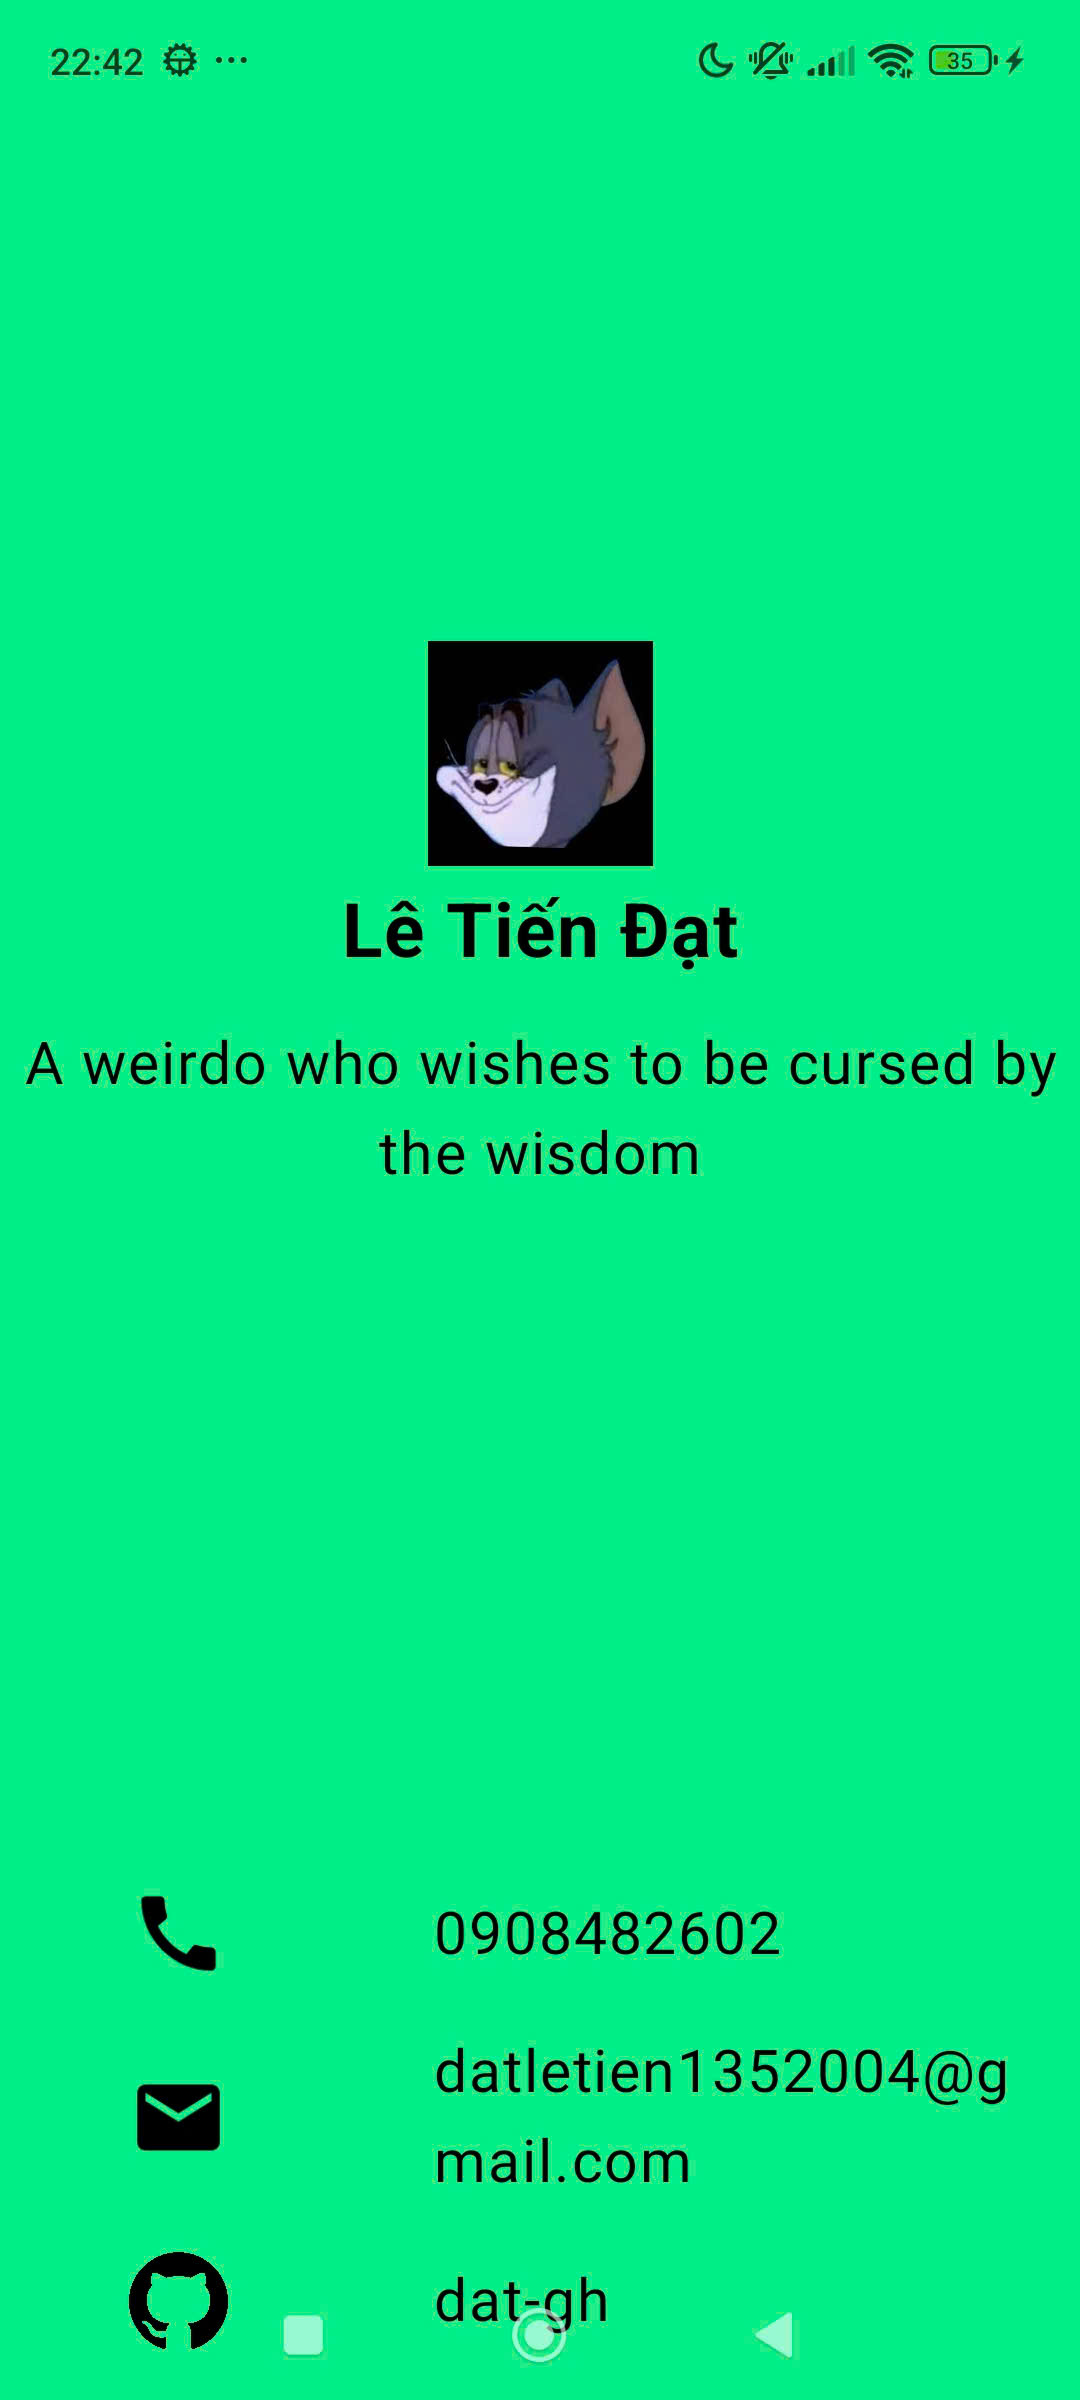 22:42
35
Lê Tiến Đạt
A weirdo who wishes to be cursed by
the wisdom
0908482602
datletien1352004@g
mail.com
dat-gh